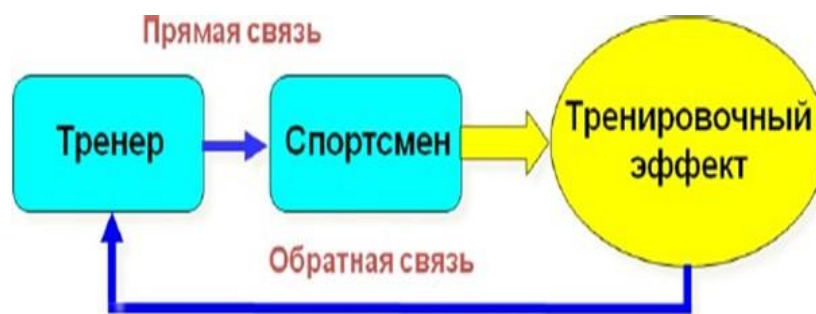 Прямая связь
Тренер
Спортсмен
Тренировочный
эффект
Обратная связь